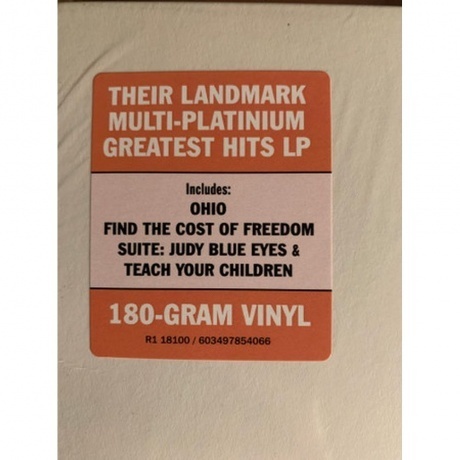 THEIR LANDMARK
MULTI-PLATINIUM
GREATEST HITS LP
Includes:
OHIO
FIND THE COST OF FREEDOM
SUITE: JUDY BLUE EYES &
TEACH YOUR CHILDREN
180-GRAM VINYL
R1 18100 / 603497854066